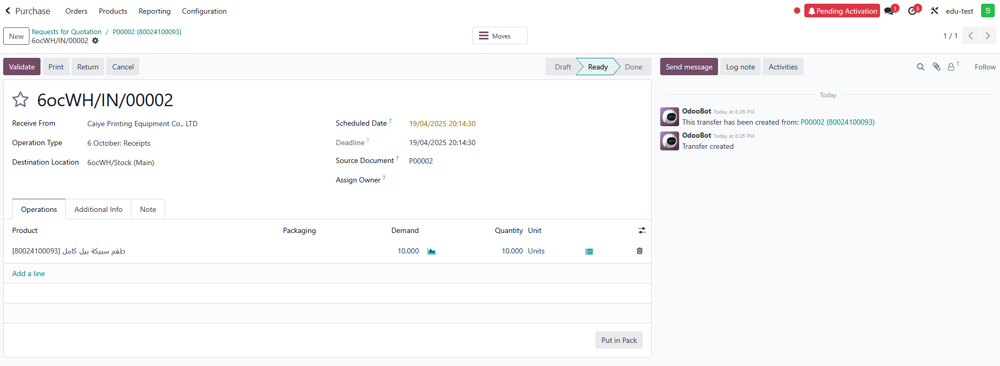 Purchase Orders Products Reporting Configuration
Pending Activation 1 3 edu-test S
New Requests for Quotation / P00002 (80024100093)
6ocWH/IN/00002
Moves
1 / 1
Validate Print Return Cancel
Draft Ready Done
Send message Log note Activities
1 Follow
6ocWH/IN/00002
Receive From Caiye Printing Equipment Co., LTD
Operation Type 6 October: Receipts
Destination Location 6ocWH/Stock (Main)
Scheduled Date ? 19/04/2025 20:14:30
Deadline ? 19/04/2025 20:14:30
Source Document ? P00002
Assign Owner ?
Operations Additional Info Note
Product Packaging Demand Quantity Unit
[80024100093] طقم سبيكة بيل كامل 10.000 10.000 Units
Add a line
Put in Pack
Today
OdooBot Today at 8:26 PM
This transfer has been created from: P00002 (80024100093)
OdooBot Today at 8:26 PM
Transfer created